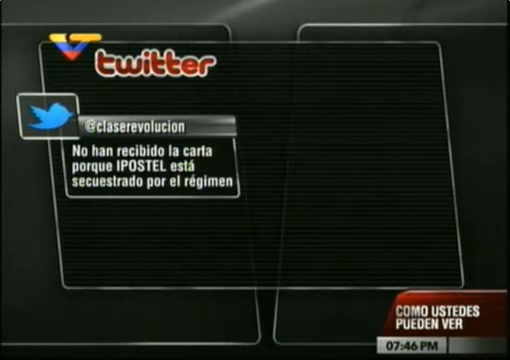 twitter
@claserevolucion
No han recibido la carta
porque IPOSTEL está
secuestrado por el régimen
COMO USTEDES
PUEDEN VER
07:46 PM